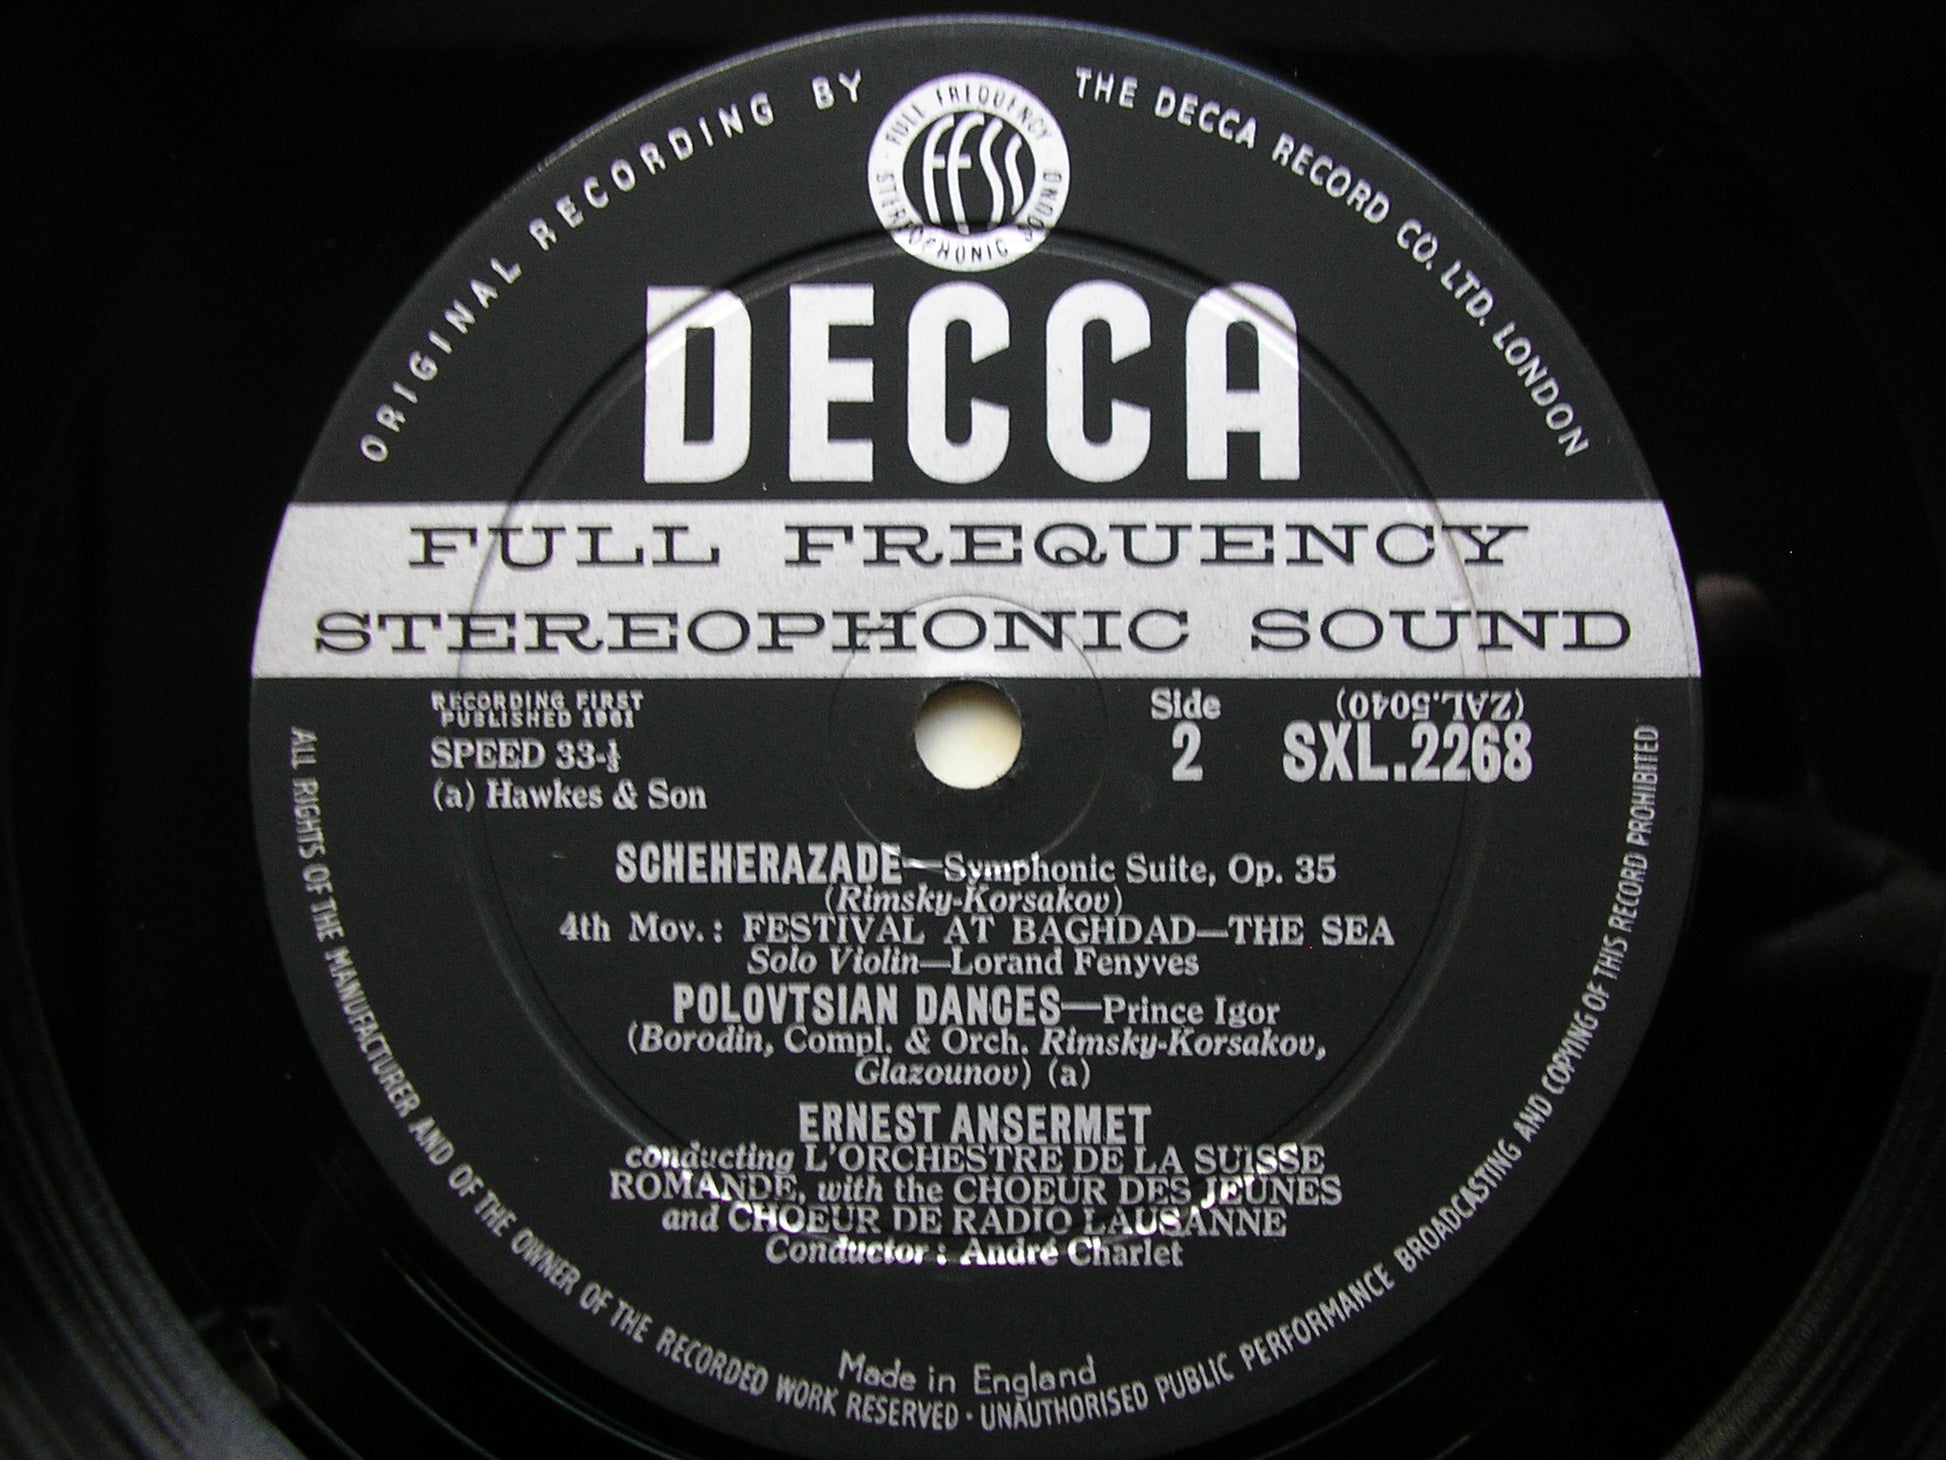 ORIGINAL RECORDING BY
THE DECCA RECORD CO. LTD. LONDON
FULL FREQUENCY
STEREOPHONIC SOUND
FFSS
DECCA
FULL FREQUENCY
STEREOPHONIC SOUND
RECORDING FIRST
PUBLISHED 1961
SPEED 33-⅓
(a) Hawkes & Son
Side
2
(ZAL.5040)
SXL.2268
SCHEHERAZADE—Symphonic Suite, Op. 35
(Rimsky-Korsakov)
4th Mov.: FESTIVAL AT BAGHDAD—THE SEA
Solo Violin—Lorand Fenyves
POLOVTSIAN DANCES—Prince Igor
(Borodin, Compl. & Orch. Rimsky-Korsakov,
Glazounov) (a)
ERNEST ANSERMET
conducting L'ORCHESTRE DE LA SUISSE
ROMANDE, with the CHOEUR DES JEUNES
and CHOEUR DE RADIO LAUSANNE
Conductor: André Charlet
Made in England
ALL RIGHTS OF THE MANUFACTURER AND OF THE OWNER OF THE RECORDED WORK RESERVED · UNAUTHORISED PUBLIC PERFORMANCE BROADCASTING AND COPYING OF THIS RECORD PROHIBITED